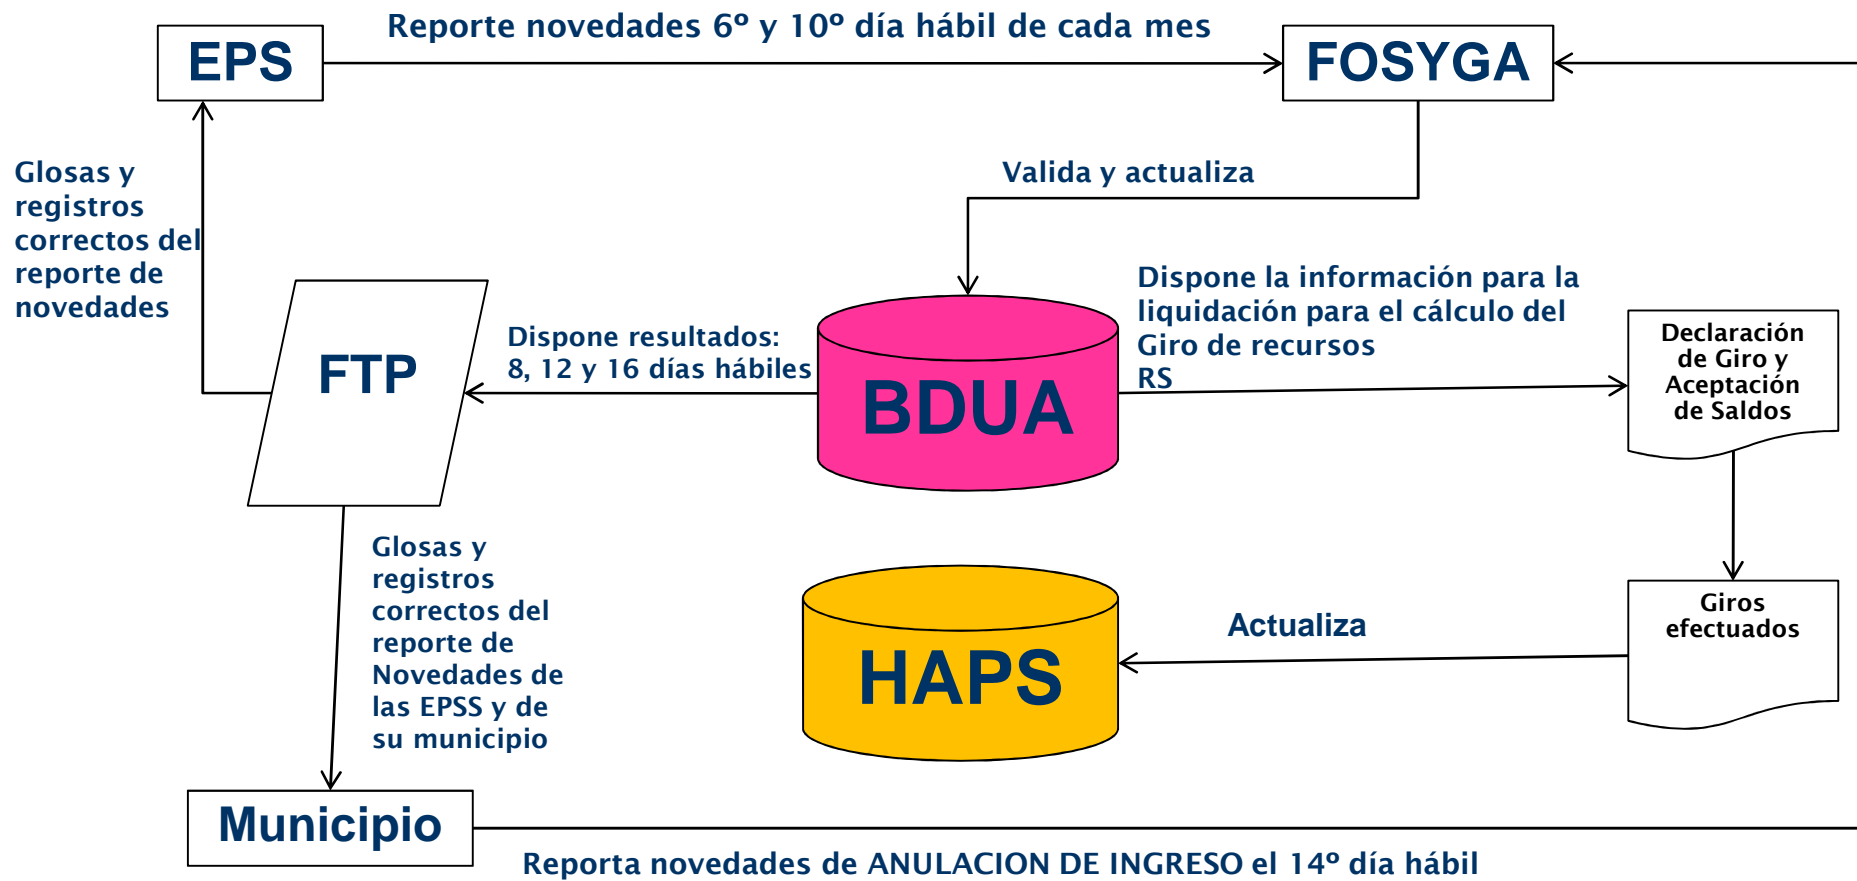 Reporte novedades 6º y 10º día hábil de cada mes
EPS
FOSYGA
Glosas y
registros
correctos del
reporte de
novedades
Valida y actualiza
Dispone la información para la
liquidación para el cálculo del
Giro de recursos
RS
Dispone resultados:
8, 12 y 16 días hábiles
FTP
BDUA
Declaración
de Giro y
Aceptación
de Saldos
Glosas y
registros
correctos del
reporte de
Novedades de
las EPSS y de
su municipio
HAPS
Actualiza
Giros
efectuados
Municipio
Reporta novedades de ANULACION DE INGRESO el 14º día hábil